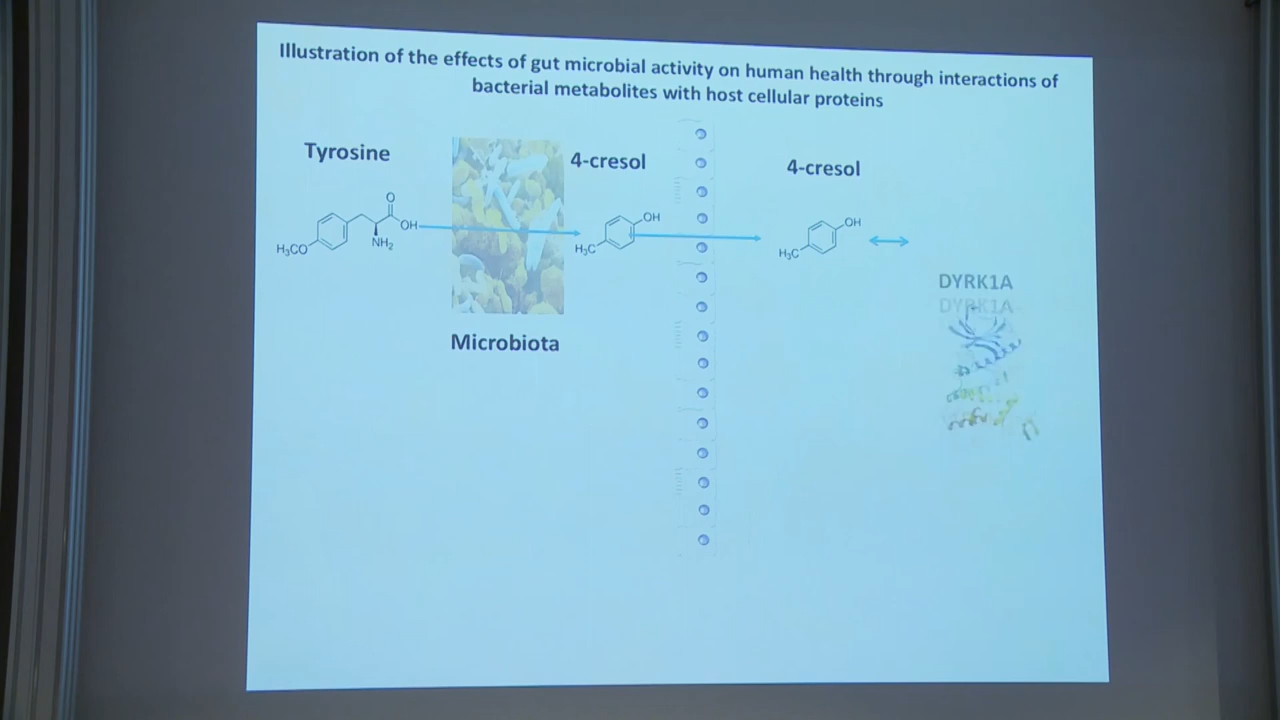 Illustration of the effects of gut microbial activity on human health through interactions of
bacterial metabolites with host cellular proteins
Tyrosine
4-cresol
4-cresol
O
OH
NH₂
H₃CO
OH
H₃C
OH
H₃C
DYRK1A
DYRK1A
Microbiota